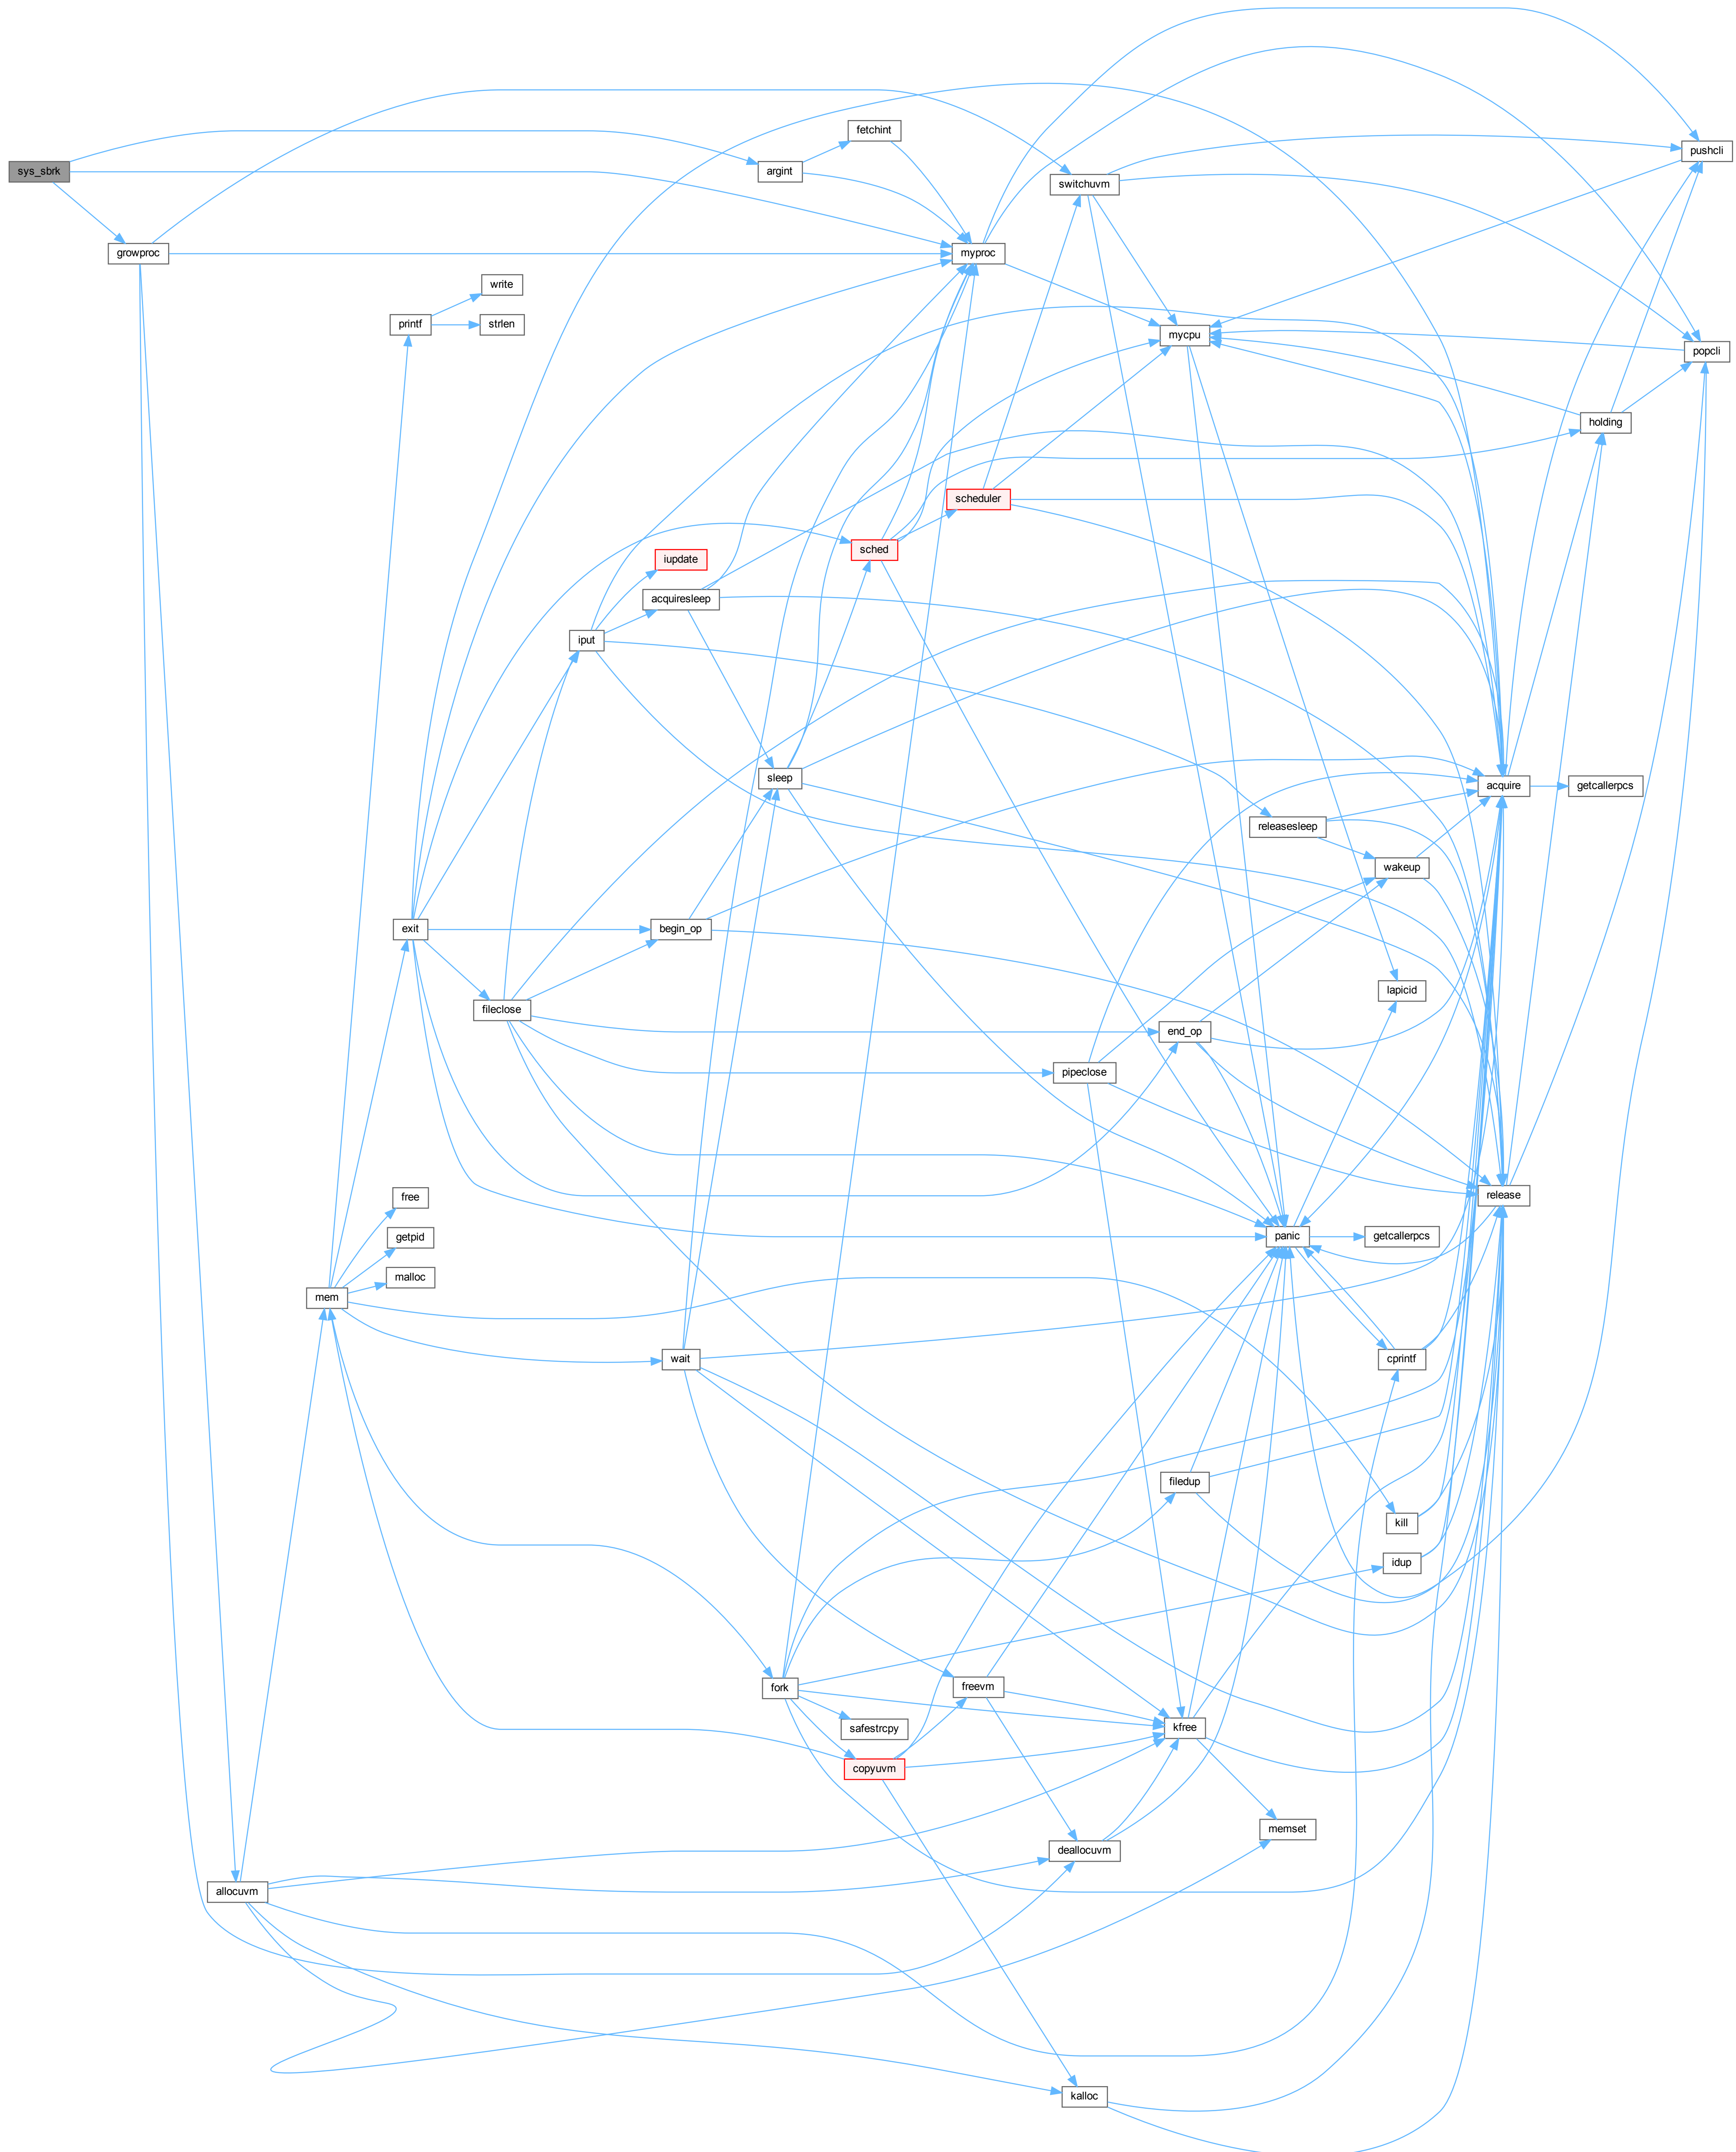 fetchint
pushcli
sys_sbrk
argint
switchuvm
growproc
myproc
write
printf
strlen
mycpu
popcli
holding
scheduler
sched
iupdate
acquiresleep
iput
sleep
acquire
getcallerpcs
releasesleep
wakeup
exit
begin_op
lapicid
fileclose
end_op
pipeclose
free
release
getpid
panic
getcallerpcs
malloc
mem
wait
cprintf
filedup
kill
idup
fork
freevm
safestrcpy
kfree
copyuvm
memset
deallocuvm
allocuvm
kalloc